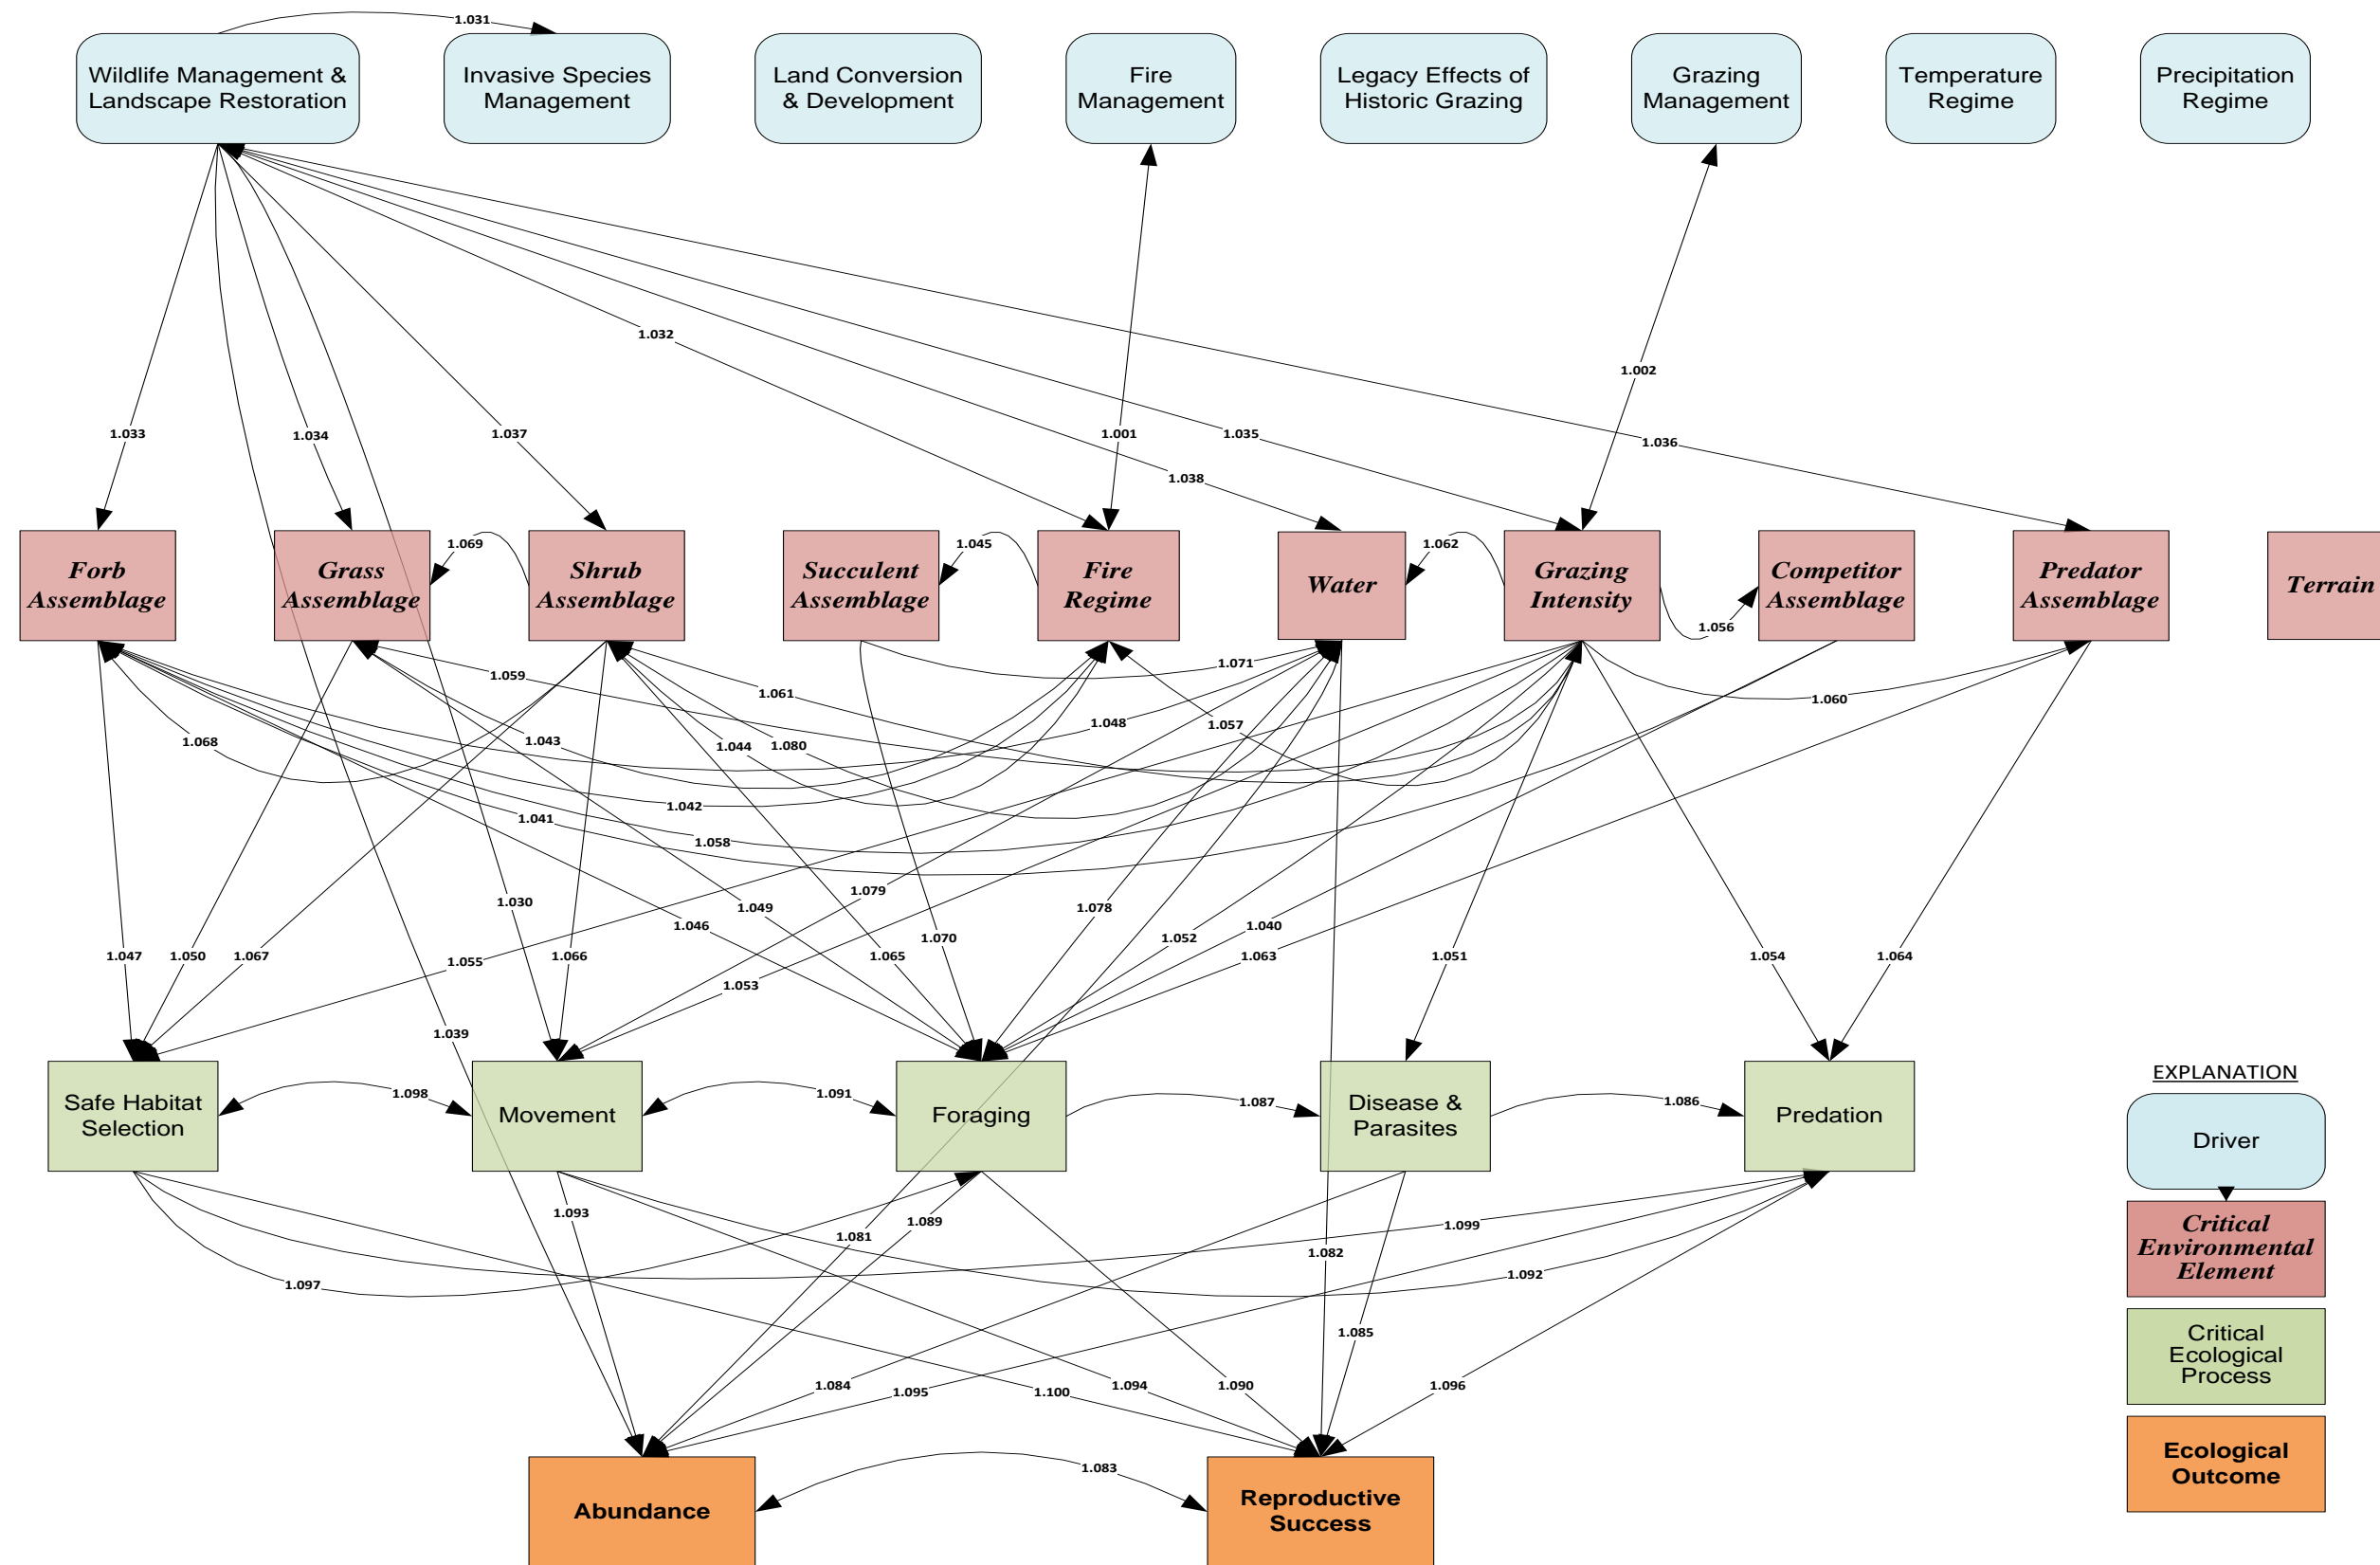 1.031
Wildlife Management &
Landscape Restoration
Invasive Species
Management
Land Conversion
& Development
Fire
Management
Legacy Effects of
Historic Grazing
Grazing
Management
Temperature
Regime
Precipitation
Regime
1.032
1.002
1.033
1.034
1.037
1.001
1.035
1.036
1.038
1.069
1.045
1.062
Forb
Assemblage
Grass
Assemblage
Shrub
Assemblage
Succulent
Assemblage
Fire
Regime
Water
Grazing
Intensity
Competitor
Assemblage
Predator
Assemblage
Terrain
1.056
1.071
1.059
1.061
1.060
1.048
1.057
1.068
1.043
1.044
1.080
1.042
1.041
1.058
1.079
1.030
1.049
1.078
1.046
1.040
1.070
1.052
1.047
1.050
1.067
1.055
1.066
1.065
1.063
1.051
1.054
1.064
1.053
1.039
Safe Habitat
Selection
1.098
Movement
1.091
Foraging
1.087
Disease &
Parasites
1.086
Predation
1.093
1.089
1.099
1.081
1.082
1.092
1.097
1.085
1.084
1.095
1.100
1.094
1.090
1.096
1.083
Abundance
Reproductive
Success
EXPLANATION
Driver
Critical
Environmental
Element
Critical
Ecological
Process
Ecological
Outcome